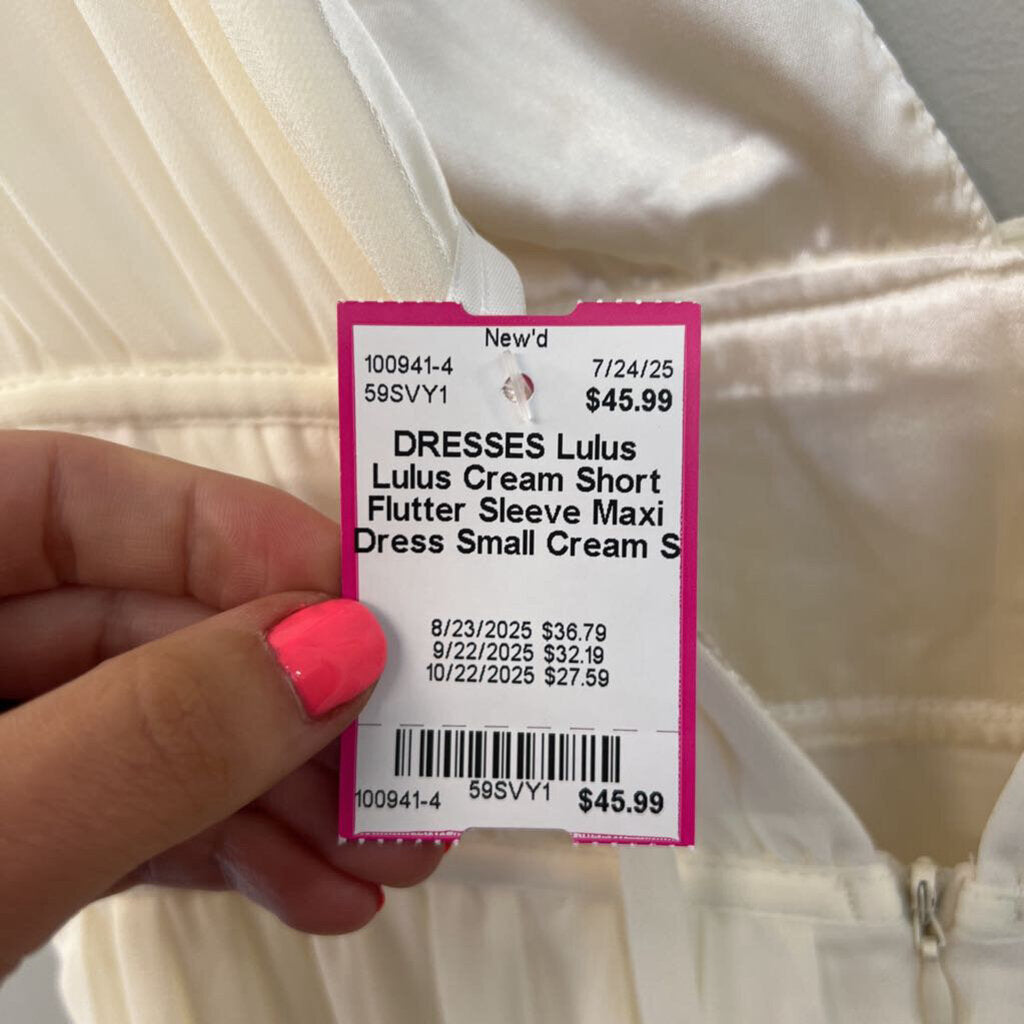 New'd
100941-4 7/24/25
59SVY1 $45.99
DRESSES Lulus
Lulus Cream Short
Flutter Sleeve Maxi
Dress Small Cream S
8/23/2025 $36.79
9/22/2025 $32.19
10/22/2025 $27.59
100941-4 59SVY1 $45.99